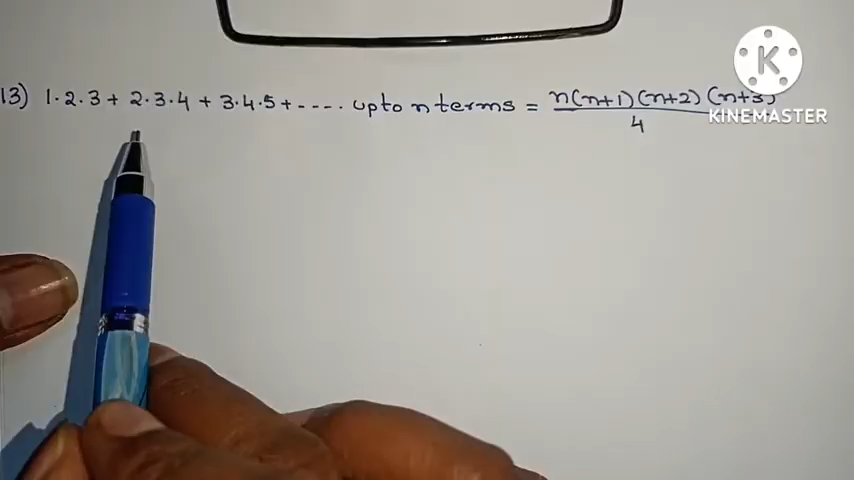 13) 1·2·3 + 2·3·4 + 3·4·5 + ---- upto n terms = n(n+1)(n+2)(n+3)
4
K
KINEMASTER